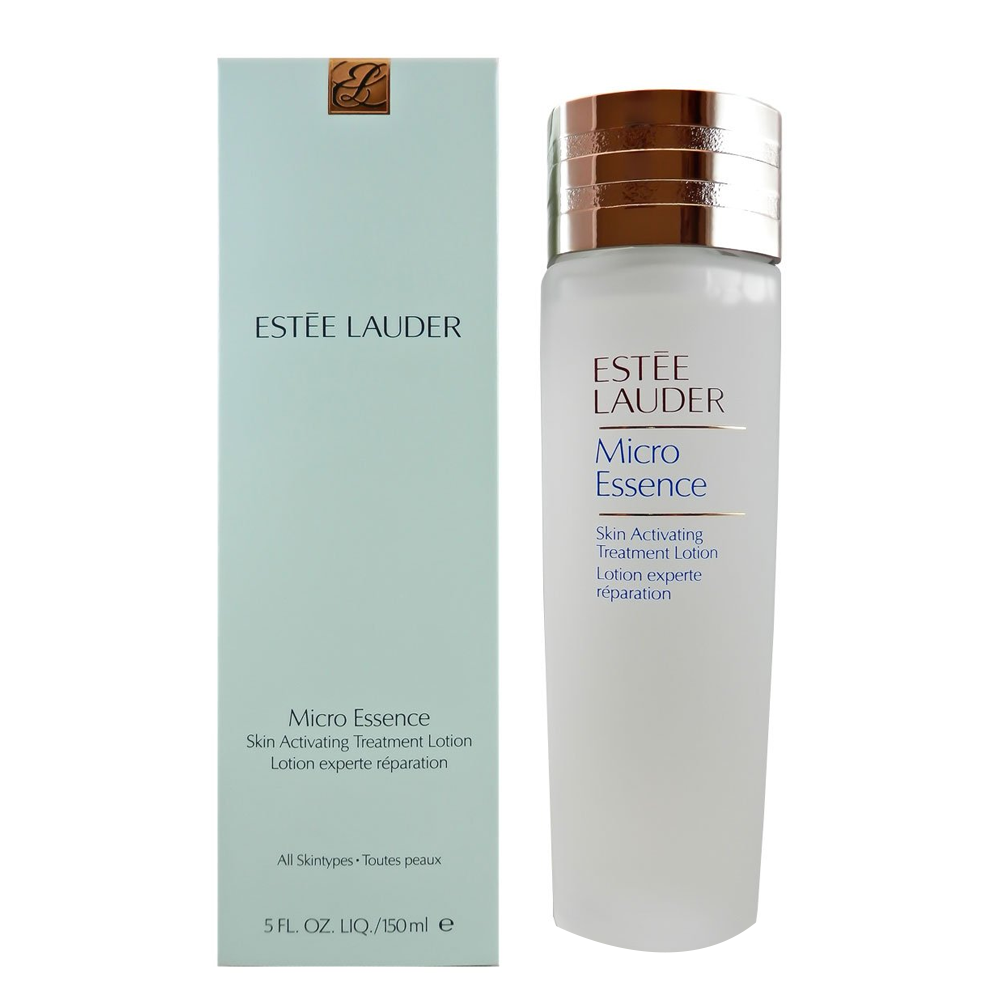 ESTĒE LAUDER
Micro Essence
Skin Activating Treatment Lotion
Lotion experte réparation
All Skintypes • Toutes peaux
5 FL. OZ. LIQ./150 ml ℮
ESTĒE
LAUDER
Micro
Essence
Skin Activating
Treatment Lotion
Lotion experte
réparation